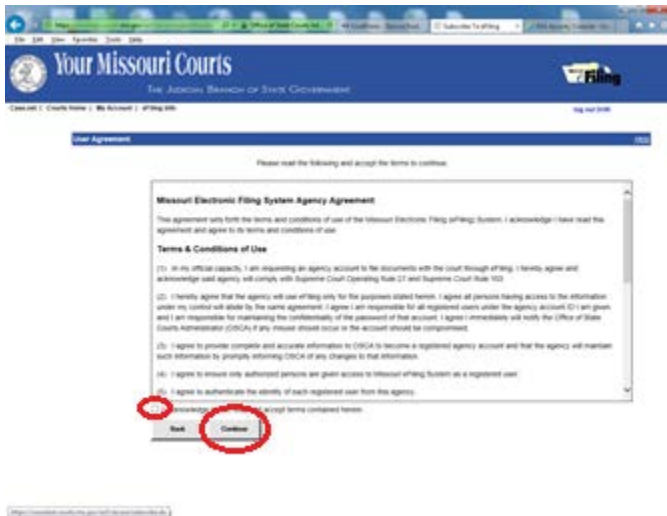 File Edit View Favorites Tools Help
Your Missouri Courts
THE JUDICIAL BRANCH OF STATE GOVERNMENT
Filing
Case.net | Courts Home | My Account | eFiling Info
log out
User Agreement
Please read the following and accept the terms to continue.
Missouri Electronic Filing System Agency Agreement
This agreement sets forth the terms and conditions of use of the Missouri Electronic Filing (eFiling) System. I acknowledge I have read this
agreement and agree to its terms and conditions of use.
Terms & Conditions of Use
(1) In my official capacity, I am requesting an agency account to file documents with the court through eFiling. I hereby agree and
acknowledge said agency will comply with Supreme Court Operating Rule 27 and Supreme Court Rule 103.
(2) I hereby agree that the agency will use eFiling only for the purposes stated herein. I agree all persons having access to the information
under my control will abide by the same agreement. I agree I am responsible for all registered users under the agency account ID I am given
and I am responsible for maintaining the confidentiality of the password of that account. I agree I immediately will notify the Office of State
Courts Administrator (OSCA) if any misuse should occur or the account should be compromised.
(3) I agree to provide complete and accurate information to OSCA to become a registered agency account and that the agency will maintain
such information by promptly informing OSCA of any changes to that information.
(4) I agree to ensure only authorized persons are given access to Missouri eFiling System as a registered user.
(5) I agree to authenticate the identity of each registered user from this agency.
acknowledge accept terms contained herein.
Back Continue